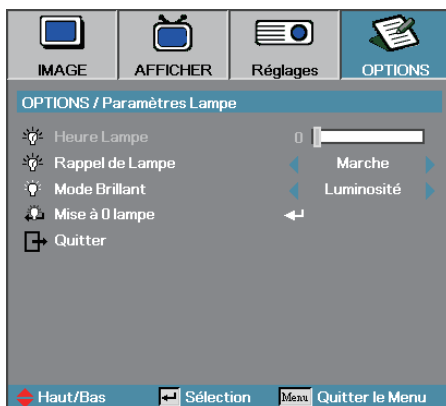 IMAGE AFFICHER Réglages OPTIONS
OPTIONS / Paramètres Lampe
Heure Lampe 0
Rappel de Lampe Marche
Mode Brillant Luminosité
Mise à 0 lampe
Quitter
Haut/Bas Sélection Menu Quitter le Menu